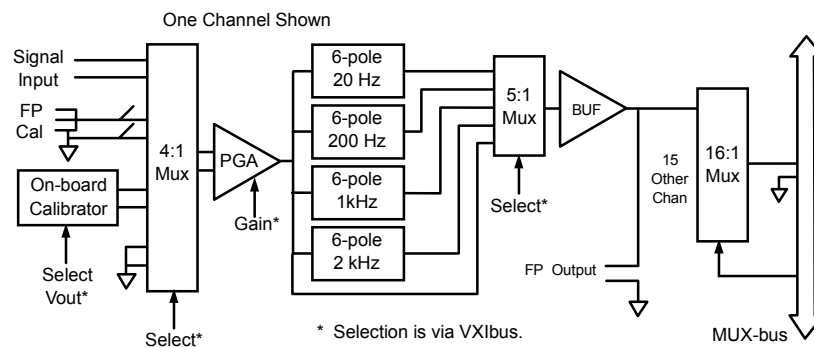 One Channel Shown
Signal
Input
FP
Cal
On-board
Calibrator
Select
Vout*
4:1
Mux
Select*
PGA
Gain*
6-pole
20 Hz
6-pole
200 Hz
6-pole
1kHz
6-pole
2 kHz
5:1
Mux
Select*
BUF
FP Output
15
Other
Chan
16:1
Mux
MUX-bus
* Selection is via VXIbus.